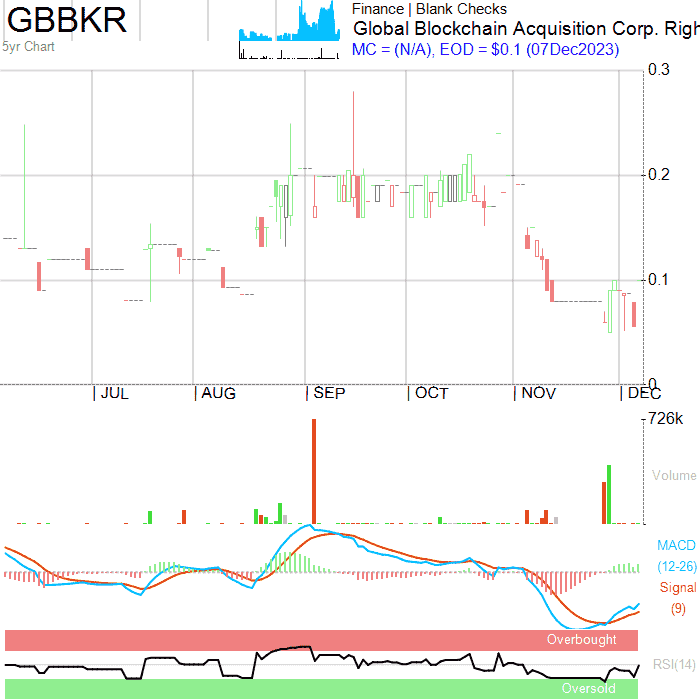 GBBKR
5yr Chart
Finance | Blank Checks
Global Blockchain Acquisition Corp. Righ
MC = (N/A), EOD = $0.1 (07Dec2023)
0.3
0.2
0.1
0
JUL AUG SEP OCT NOV DEC
726k
Volume
MACD
(12-26)
Signal
(9)
Overbought
RSI(14)
Oversold